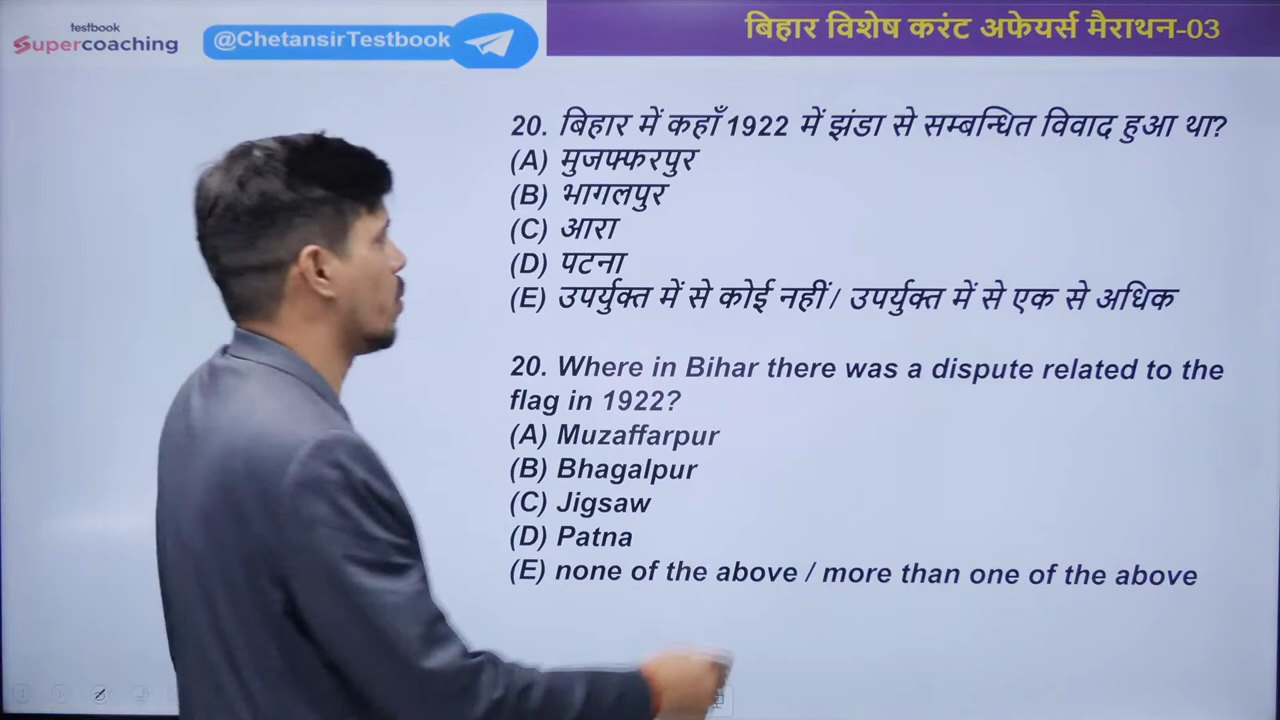 testbook
Supercoaching
@ChetansirTestbook
बिहार विशेष करंट अफेयर्स मैराथन-03
20. बिहार में कहाँ 1922 में झंडा से सम्बन्धित विवाद हुआ था?
(A) मुजफ्फरपुर
(B) भागलपुर
(C) आरा
(D) पटना
(E) उपर्युक्त में से कोई नहीं / उपर्युक्त में से एक से अधिक
20. Where in Bihar there was a dispute related to the
flag in 1922?
(A) Muzaffarpur
(B) Bhagalpur
(C) Jigsaw
(D) Patna
(E) none of the above / more than one of the above